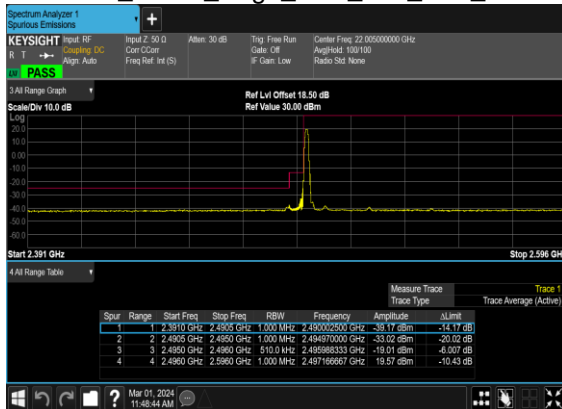 Spectrum Analyzer 1
Spurious Emissions
+
KEYSIGHT Input: RF Input Z: 50 Ω Atten: 30 dB Trig: Free Run Center Freq: 22.005000000 GHz
R T Coupling: DC Corr CCorr Gate: Off Avg|Hold: 100/100
Align: Auto Freq Ref: Int (S) IF Gain: Low Radio Std: None
PASS
3 All Range Graph
Ref Lvl Offset 18.50 dB
Scale/Div 10.0 dB Ref Value 30.00 dBm
Log
20.0
10.0
0.00
-10.0
-20.0
-30.0
-40.0
-50.0
-60.0
Start 2.391 GHz Stop 2.596 GHz
4 All Range Table
Measure Trace Trace 1
Trace Type Trace Average (Active)
Spur Range Start Freq Stop Freq RBW Frequency Amplitude ΔLimit
1 1 2.3910 GHz 2.4905 GHz 1.000 MHz 2.490002500 GHz -39.17 dBm -14.17 dB
2 2 2.4905 GHz 2.4950 GHz 1.000 MHz 2.494970000 GHz -33.02 dBm -20.02 dB
3 3 2.4950 GHz 2.4960 GHz 510.0 kHz 2.495988333 GHz -19.01 dBm -6.007 dB
4 4 2.4960 GHz 2.5960 GHz 1.000 MHz 2.497166667 GHz 19.57 dBm -10.43 dB
? Mar 01, 2024
11:48:44 AM